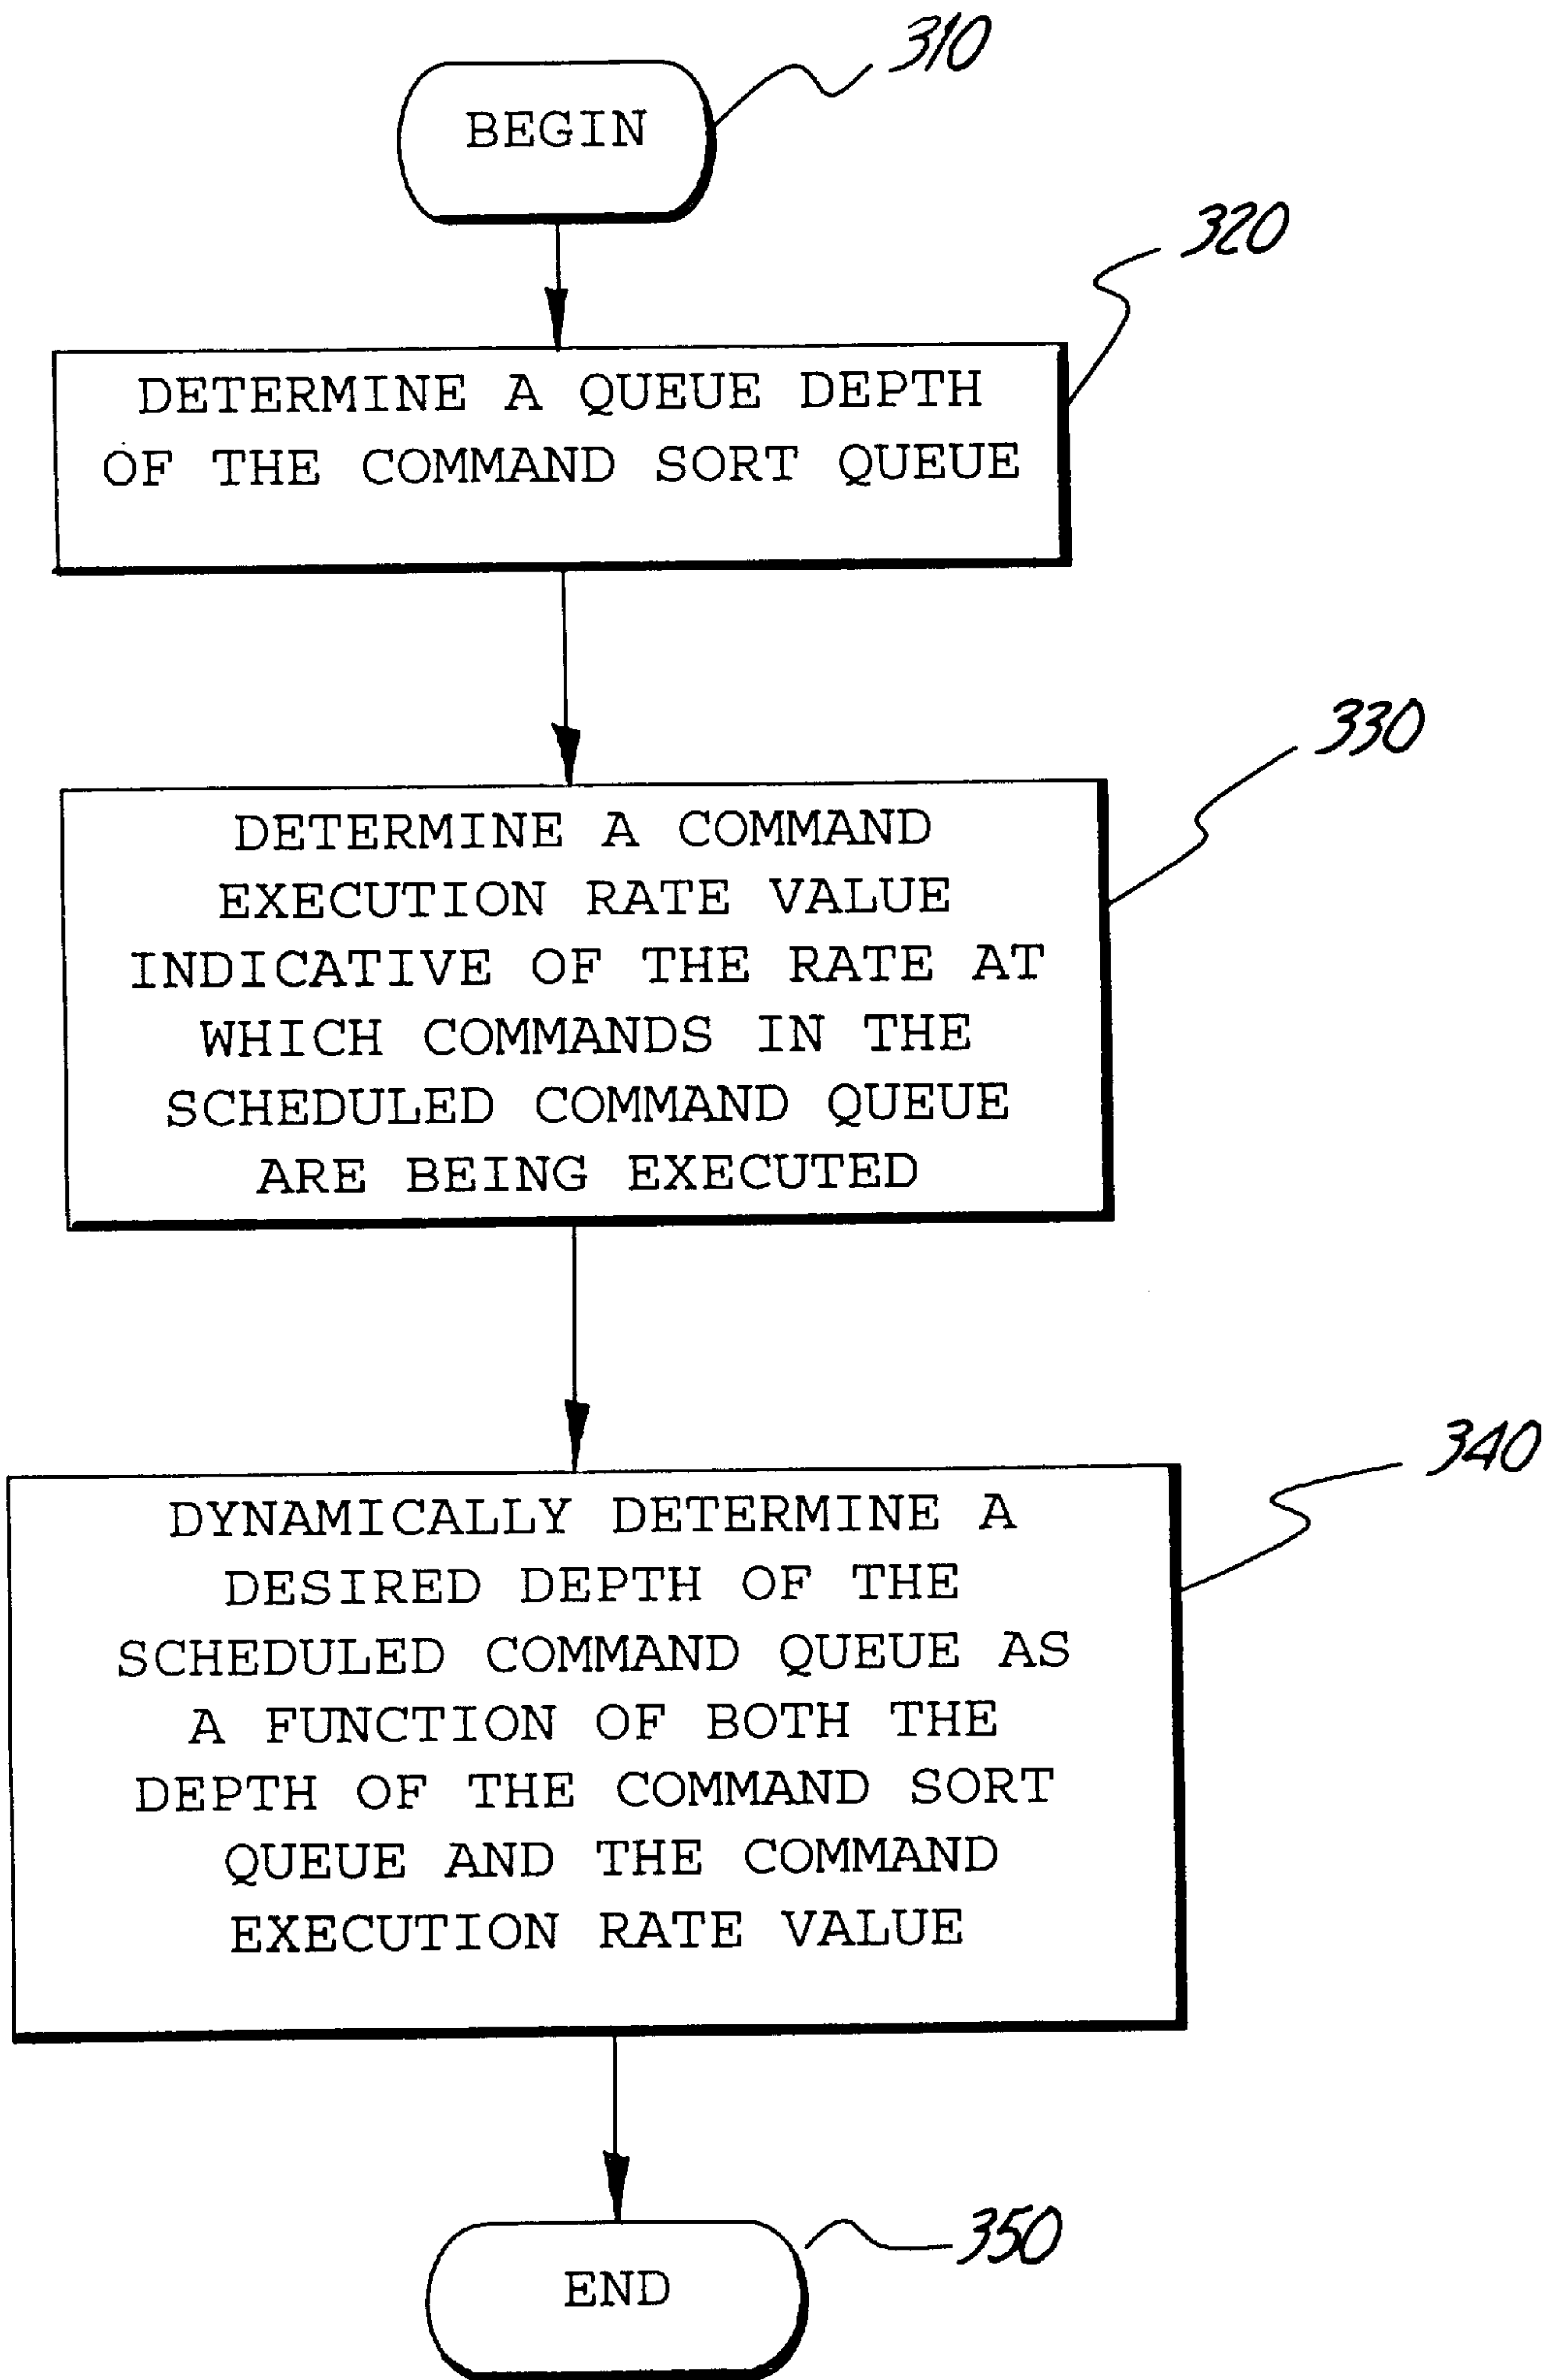 310
BEGIN
320
DETERMINE A QUEUE DEPTH
OF THE COMMAND SORT QUEUE
330
DETERMINE A COMMAND
EXECUTION RATE VALUE
INDICATIVE OF THE RATE AT
WHICH COMMANDS IN THE
SCHEDULED COMMAND QUEUE
ARE BEING EXECUTED
340
DYNAMICALLY DETERMINE A
DESIRED DEPTH OF THE
SCHEDULED COMMAND QUEUE AS
A FUNCTION OF BOTH THE
DEPTH OF THE COMMAND SORT
QUEUE AND THE COMMAND
EXECUTION RATE VALUE
350
END